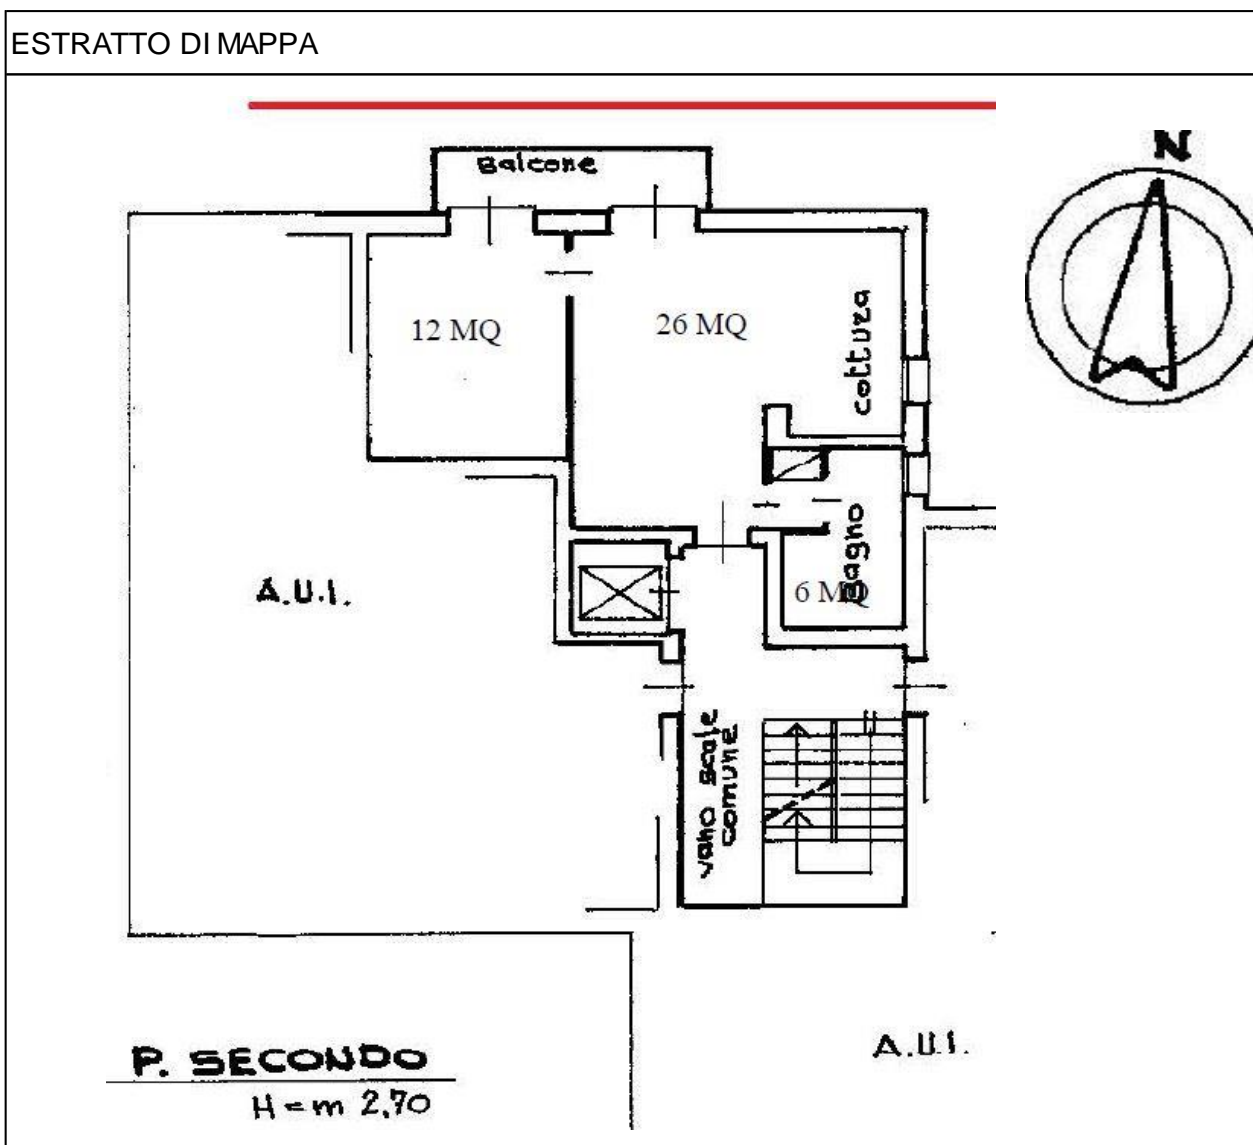 ESTRATTO DI MAPPA
N
Balcone
12 MQ
26 MQ
cottura
Bagno
6 MQ
A.U.I.
vano scale
comune
A.U.I.
P. SECONDO
H = m 2,70